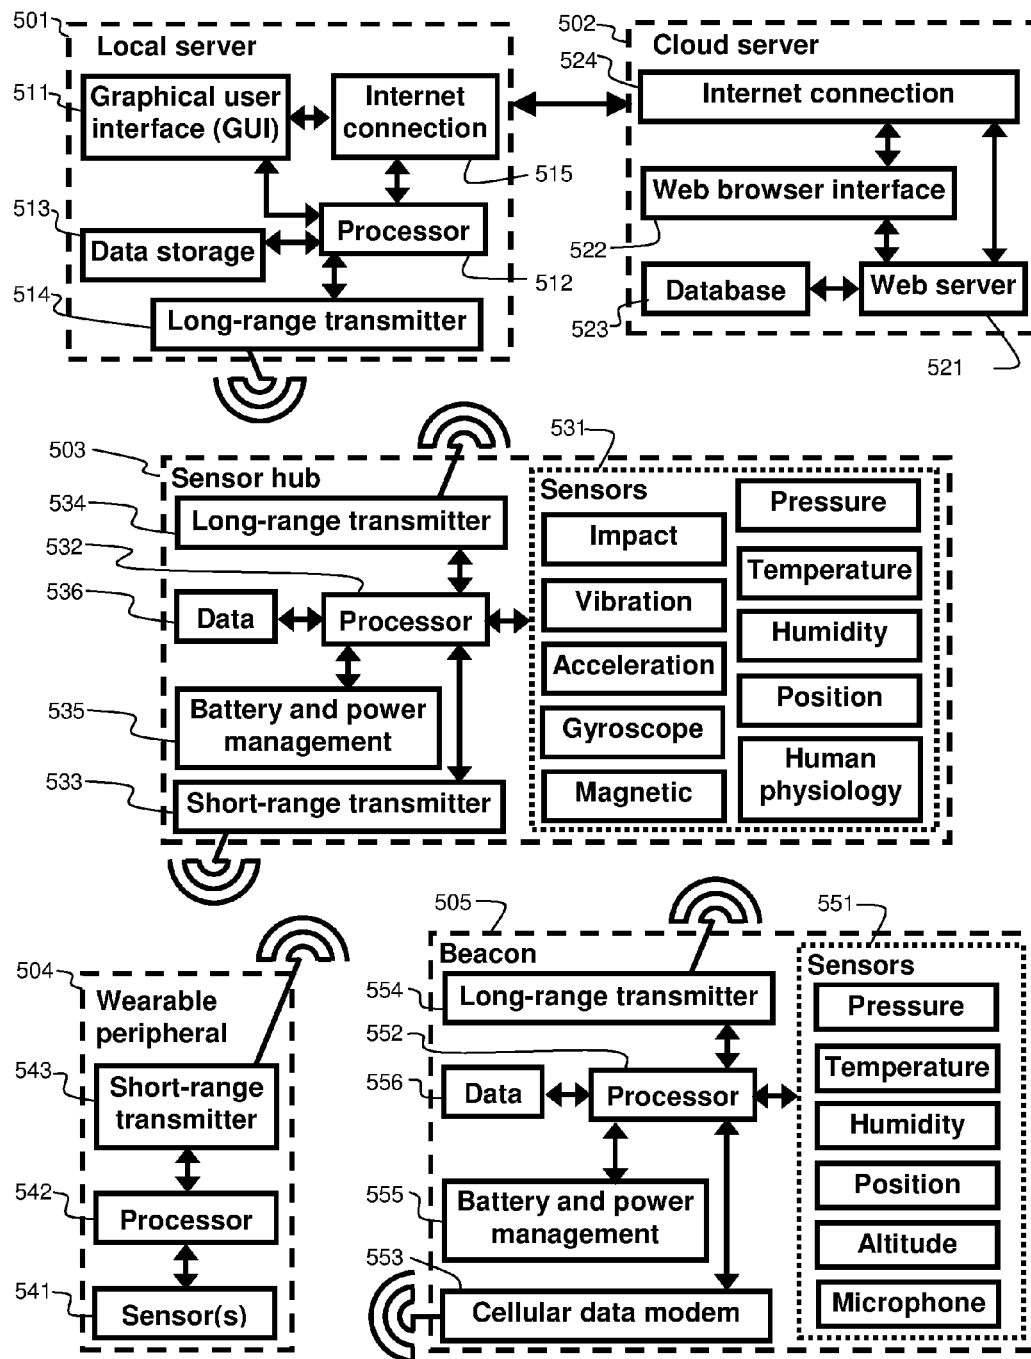 501
Local server
511
Graphical user
interface (GUI)
Internet
connection
515
513
Data storage
Processor
512
514
Long-range transmitter
502
Cloud server
524
Internet connection
Web browser interface
522
Database
523
Web server
521
503
Sensor hub
534
Long-range transmitter
532
536
Data
Processor
535
Battery and power
management
533
Short-range transmitter
531
Sensors
Impact
Vibration
Acceleration
Gyroscope
Magnetic
Pressure
Temperature
Humidity
Position
Human
physiology
504
Wearable
peripheral
543
Short-range
transmitter
542
Processor
541
Sensor(s)
505
Beacon
554
Long-range transmitter
552
556
Data
Processor
555
Battery and power
management
553
Cellular data modem
551
Sensors
Pressure
Temperature
Humidity
Position
Altitude
Microphone